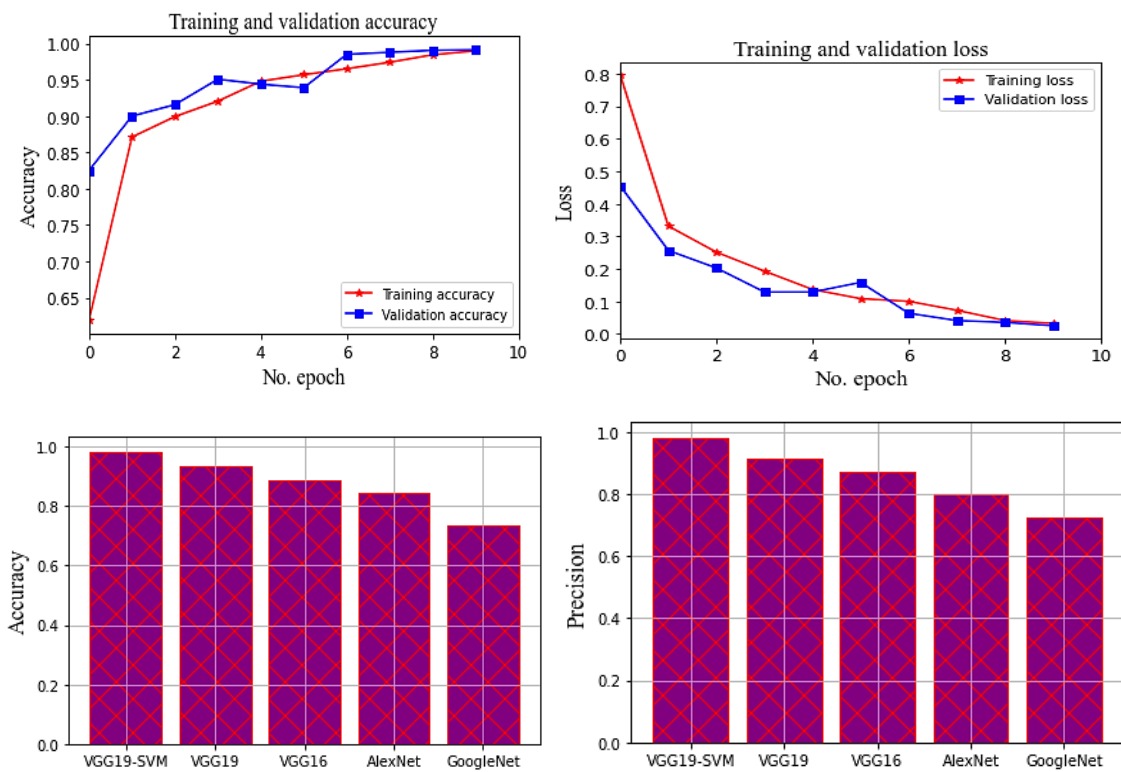 Training and validation accuracy
Accuracy
1.00
0.95
0.90
0.85
0.80
0.75
0.70
0.65
Training accuracy
Validation accuracy
0 2 4 6 8 10
No. epoch
Training and validation loss
Loss
0.8
0.7
0.6
0.5
0.4
0.3
0.2
0.1
0.0
Training loss
Validation loss
0 2 4 6 8 10
No. epoch
Accuracy
1.0
0.8
0.6
0.4
0.2
0.0
VGG19-SVM VGG19 VGG16 AlexNet GoogleNet
Precision
1.0
0.8
0.6
0.4
0.2
0.0
VGG19-SVM VGG19 VGG16 AlexNet GoogleNet